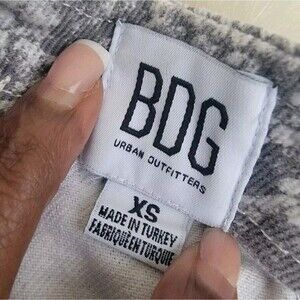 BDG
URBAN OUTFITTERS
XS
MADE IN TURKEY
FABRIQUÉ EN TURQUIE